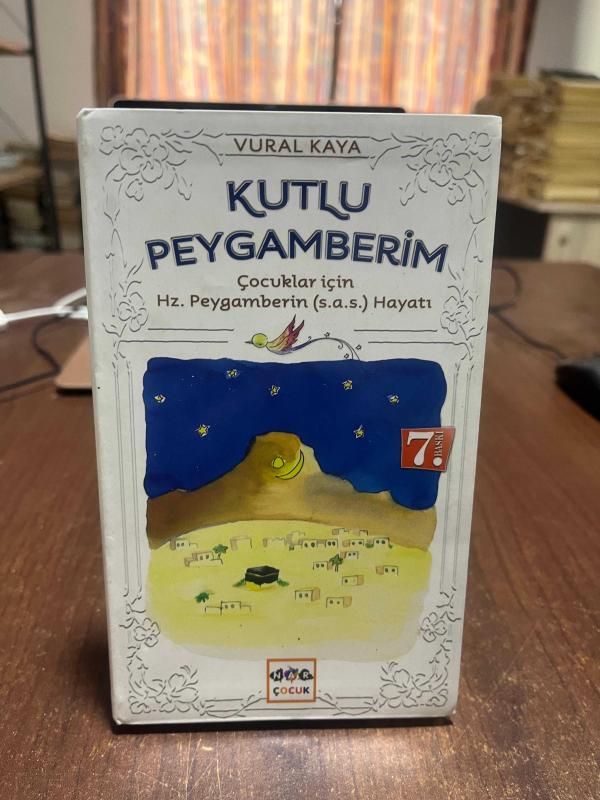 VURAL KAYA
KUTLU
PEYGAMBERİM
Çocuklar için
Hz. Peygamberin (s.a.s.) Hayatı
7.
BASKI
NAR
ÇOCUK